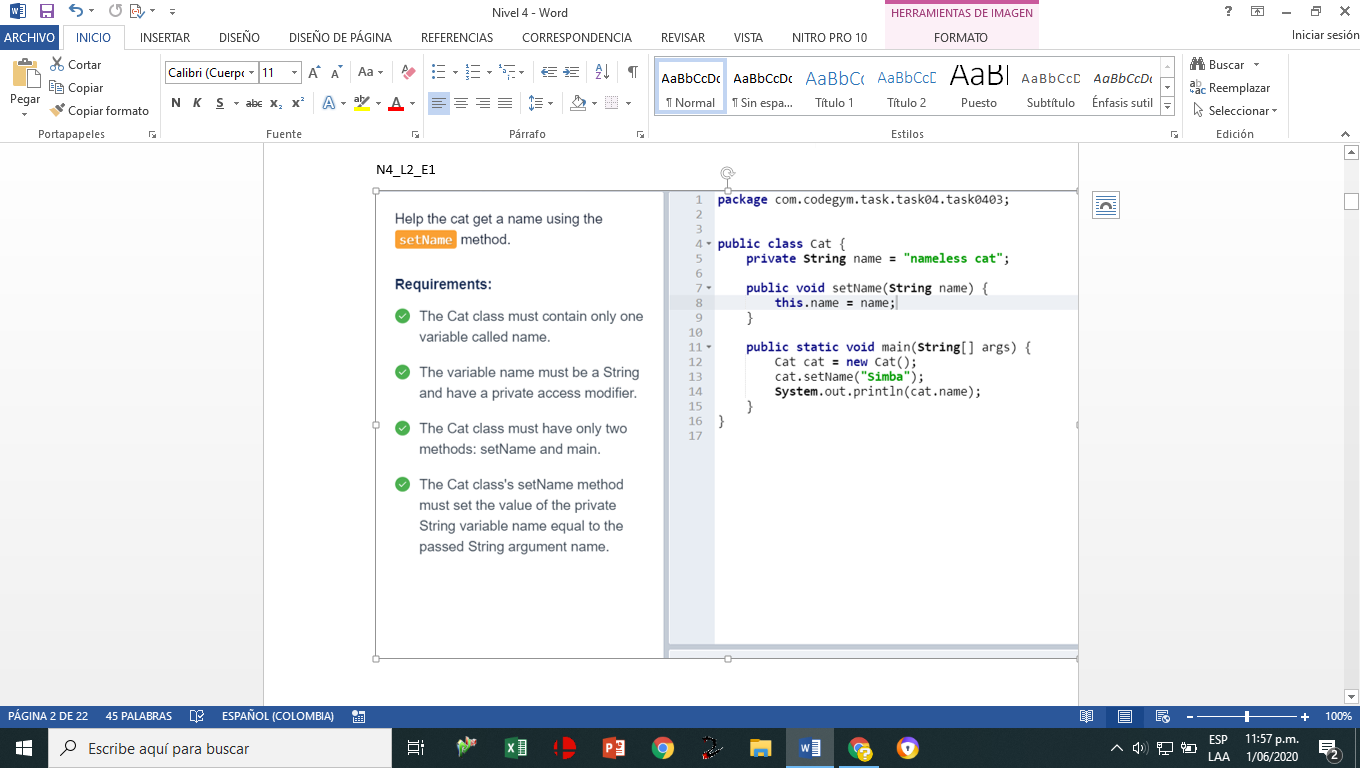 Nivel 4 - Word
HERRAMIENTAS DE IMAGEN
?
ARCHIVO INICIO INSERTAR DISEÑO DISEÑO DE PÁGINA REFERENCIAS CORRESPONDENCIA REVISAR VISTA NITRO PRO 10 FORMATO Iniciar sesión
Pegar
Cortar
Copiar
Copiar formato
Portapapeles
Calibri (Cuerpo 11
Aa
N K S abc x₂ x²
Fuente
Párrafo
AaBbCcDc AaBbCcDc AaBbCc AaBbCcD AaB AaBbCcD AaBbCcDc
¶ Normal ¶ Sin espa... Título 1 Título 2 Puesto Subtítulo Énfasis sutil
Estilos
Buscar
Reemplazar
Seleccionar
Edición
N4_L2_E1
Help the cat get a name using the
setName method.
Requirements:
The Cat class must contain only one
variable called name.
The variable name must be a String
and have a private access modifier.
The Cat class must have only two
methods: setName and main.
The Cat class's setName method
must set the value of the private
String variable name equal to the
passed String argument name.
1 package com.codegym.task.task04.task0403;
2
3
4 public class Cat {
5 private String name = "nameless cat";
6
7 public void setName(String name) {
8 this.name = name;
9 }
10
11 public static void main(String[] args) {
12 Cat cat = new Cat();
13 cat.setName("Simba");
14 System.out.println(cat.name);
15 }
16 }
17
PÁGINA 2 DE 22 45 PALABRAS ESPAÑOL (COLOMBIA) 100%
Escribe aquí para buscar
ESP
LAA
11:57 p.m.
1/06/2020
2